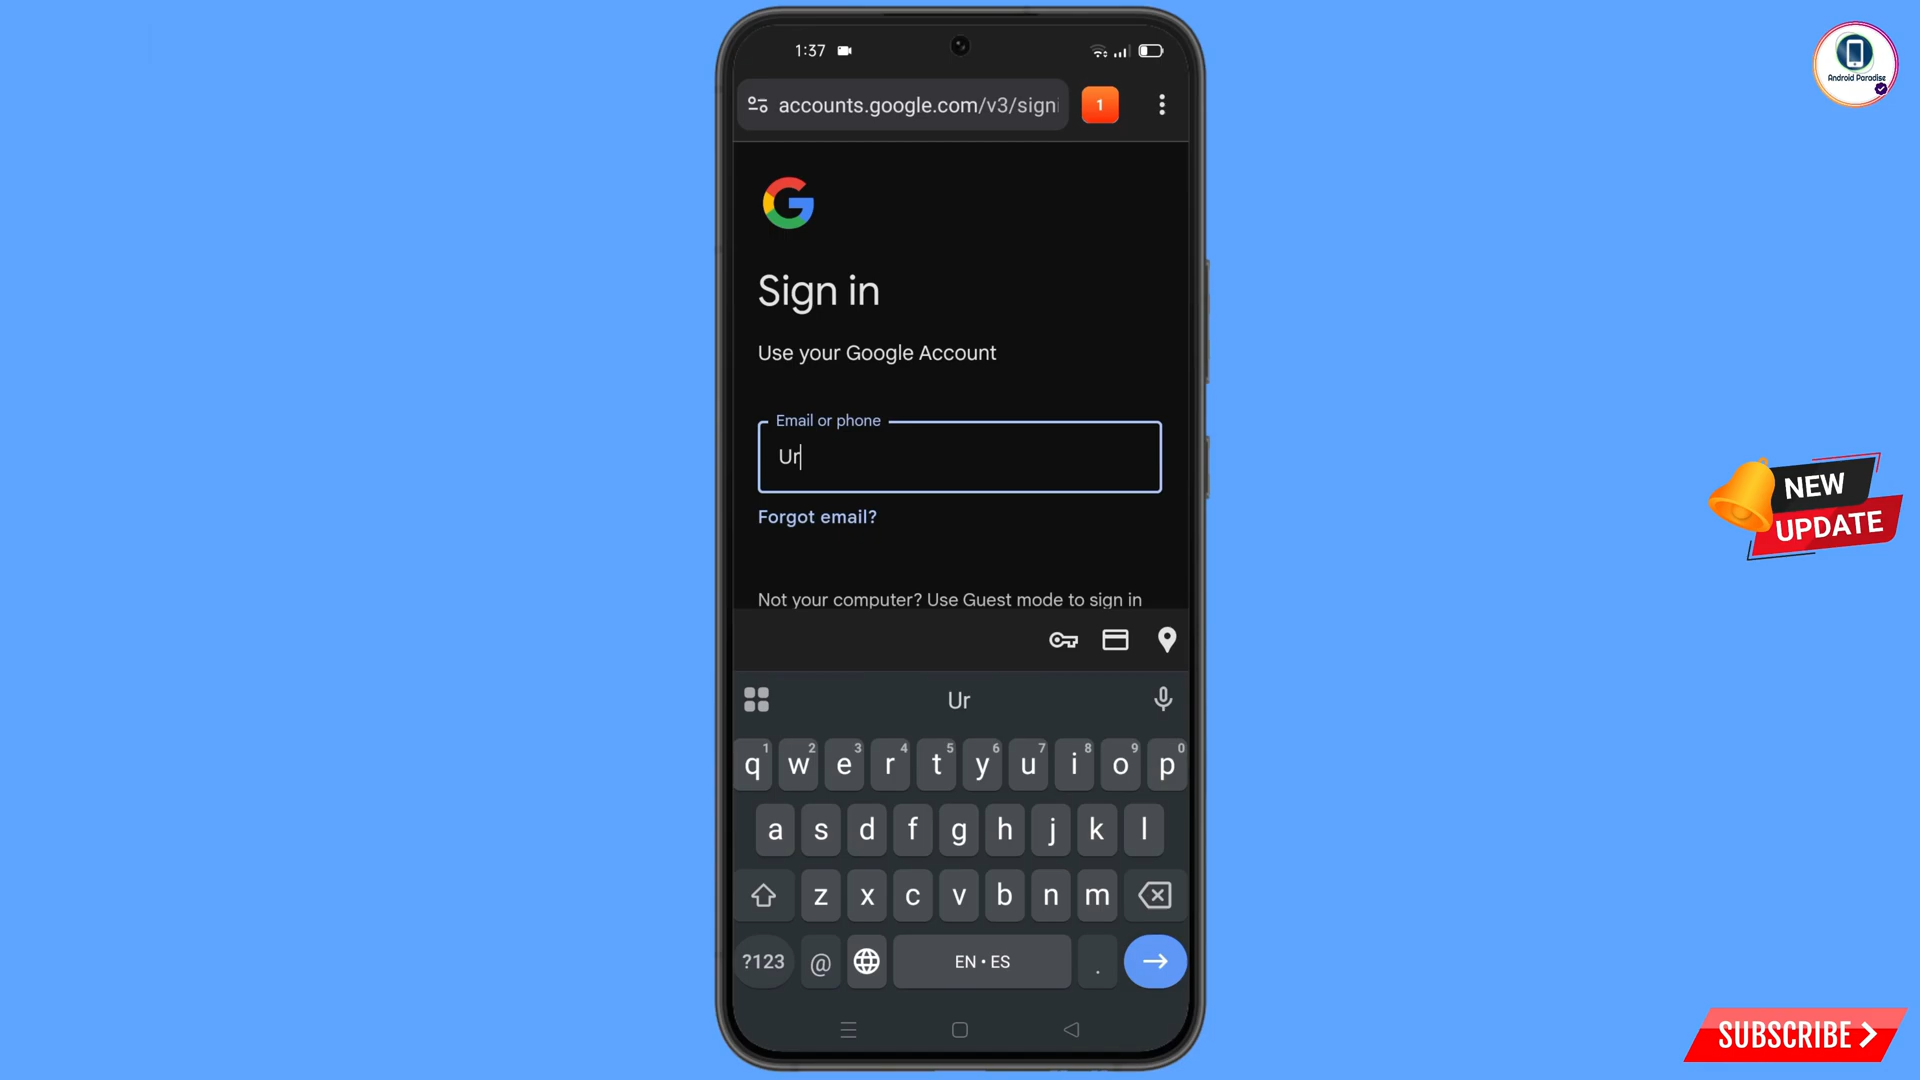 1:37
Android Paradise
accounts.google.com/v3/signi
1
Sign in
Use your Google Account
Email or phone
Ur
Forgot email?
NEW
UPDATE
Not your computer? Use Guest mode to sign in
Ur
1 2 3 4 5 6 7 8 9 0
q w e r t y u i o p
a s d f g h j k l
z x c v b n m
?123 @ EN • ES .
SUBSCRIBE